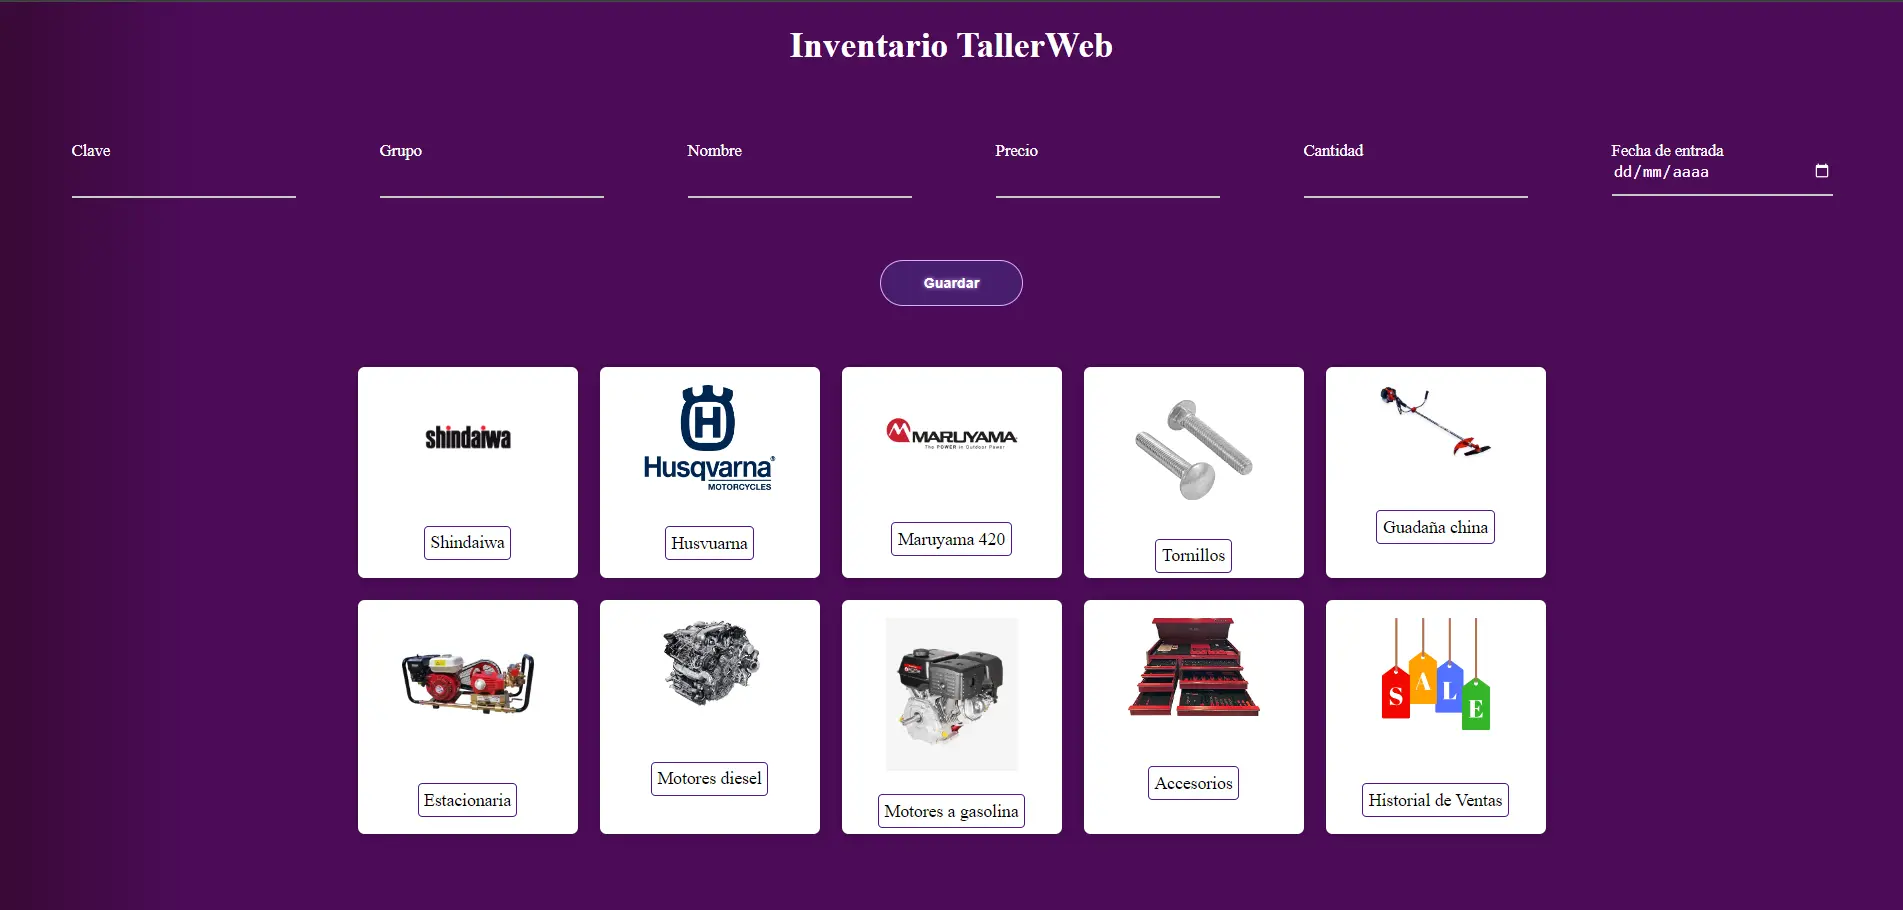 Inventario TallerWeb
Clave
Grupo
Nombre
Precio
Cantidad
Fecha de entrada
dd/mm/aaaa
Guardar
shindaiwa
Husqvarna®
MOTORCYCLES
MARUYAMA
The POWER in Outdoor Power
Shindaiwa
Husvuarna
Maruyama 420
Tornillos
Guadaña china
SALE
Estacionaria
Motores diesel
Motores a gasolina
Accesorios
Historial de Ventas